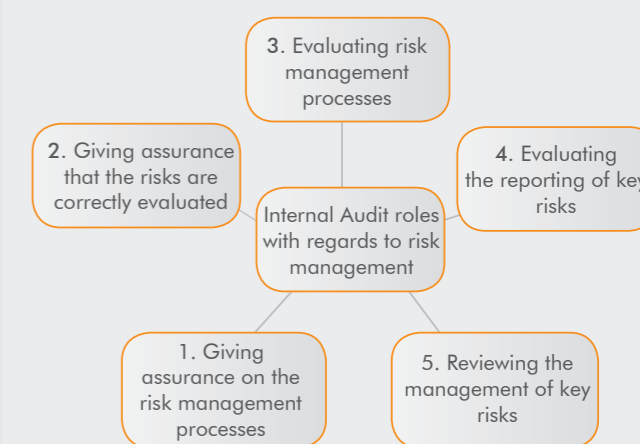 3. Evaluating risk
management
processes
2. Giving assurance
that the risks are
correctly evaluated
4. Evaluating
the reporting of key
risks
Internal Audit roles
with regards to risk
management
1. Giving
assurance on the
risk management
processes
5. Reviewing the
management of key
risks